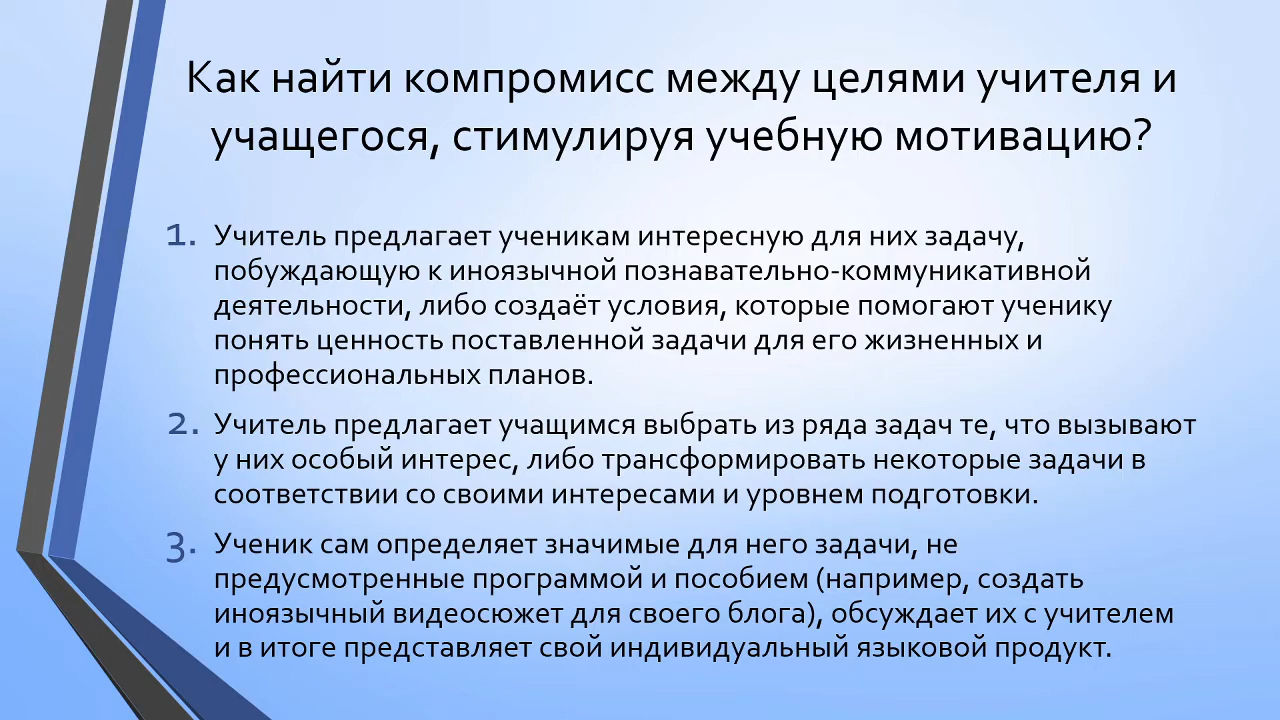 Как найти компромисс между целями учителя и
учащегося, стимулируя учебную мотивацию?
1. Учитель предлагает ученикам интересную для них задачу,
побуждающую к иноязычной познавательно-коммуникативной
деятельности, либо создаёт условия, которые помогают ученику
понять ценность поставленной задачи для его жизненных и
профессиональных планов.
2. Учитель предлагает учащимся выбрать из ряда задач те, что вызывают
у них особый интерес, либо трансформировать некоторые задачи в
соответствии со своими интересами и уровнем подготовки.
3. Ученик сам определяет значимые для него задачи, не
предусмотренные программой и пособием (например, создать
иноязычный видеосюжет для своего блога), обсуждает их с учителем
и в итоге представляет свой индивидуальный языковой продукт.